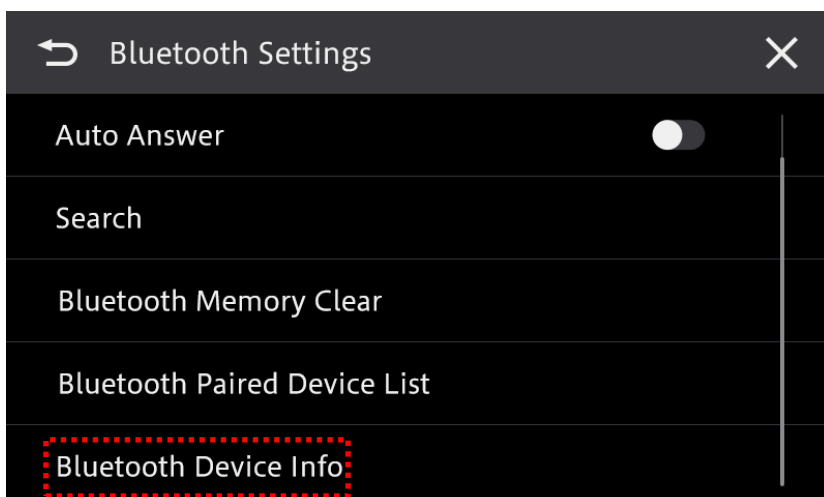 Bluetooth Settings
Auto Answer
Search
Bluetooth Memory Clear
Bluetooth Paired Device List
Bluetooth Device Info